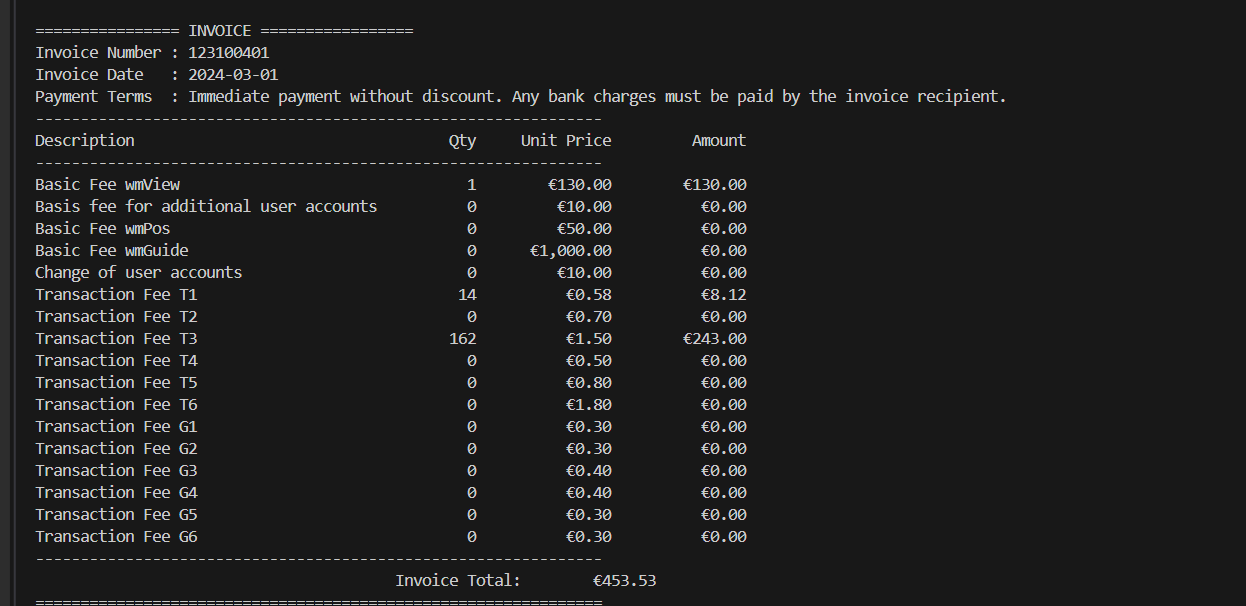 ================ INVOICE =================
Invoice Number : 123100401
Invoice Date   : 2024-03-01
Payment Terms  : Immediate payment without discount. Any bank charges must be paid by the invoice recipient.
---------------------------------------------------------------
Description                                   Qty     Unit Price         Amount
---------------------------------------------------------------
Basic Fee wmView                                1        €130.00        €130.00
Basis fee for additional user accounts          0         €10.00          €0.00
Basic Fee wmPos                                 0         €50.00          €0.00
Basic Fee wmGuide                               0      €1,000.00          €0.00
Change of user accounts                         0         €10.00          €0.00
Transaction Fee T1                             14          €0.58          €8.12
Transaction Fee T2                              0          €0.70          €0.00
Transaction Fee T3                            162          €1.50        €243.00
Transaction Fee T4                              0          €0.50          €0.00
Transaction Fee T5                              0          €0.80          €0.00
Transaction Fee T6                              0          €1.80          €0.00
Transaction Fee G1                              0          €0.30          €0.00
Transaction Fee G2                              0          €0.30          €0.00
Transaction Fee G3                              0          €0.40          €0.00
Transaction Fee G4                              0          €0.40          €0.00
Transaction Fee G5                              0          €0.30          €0.00
Transaction Fee G6                              0          €0.30          €0.00
---------------------------------------------------------------
                                        Invoice Total:        €453.53
===============================================================